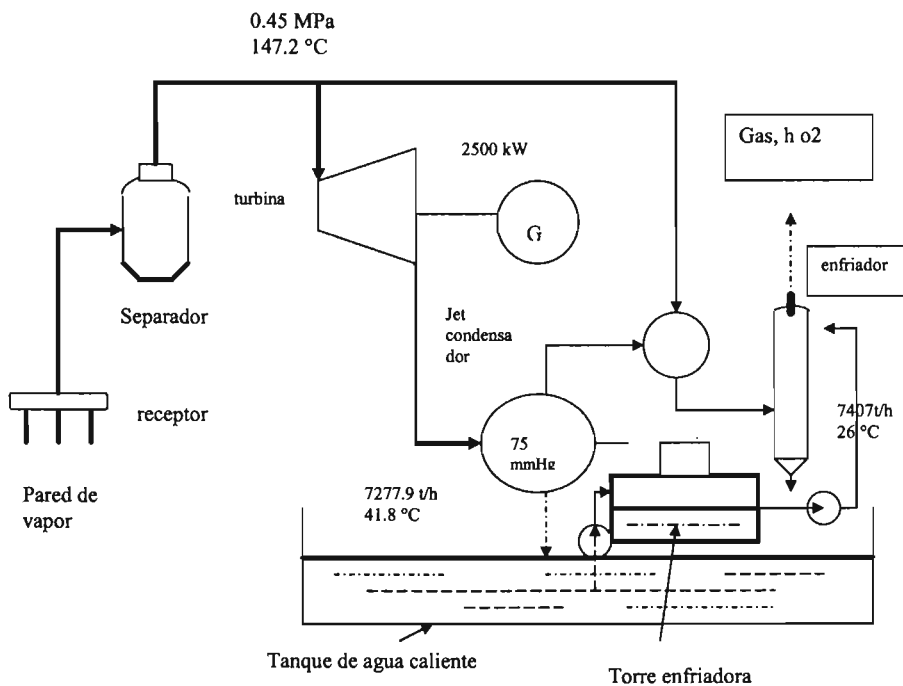 0.45 MPa
147.2 °C
Gas, h o2
2500 kW
turbina
G
enfriador
Separador
Jet
condensa
dor
receptor
7407t/h
26 °C
75
mmHg
7277.9 t/h
41.8 °C
Pared de
vapor
Tanque de agua caliente
Torre enfriadora